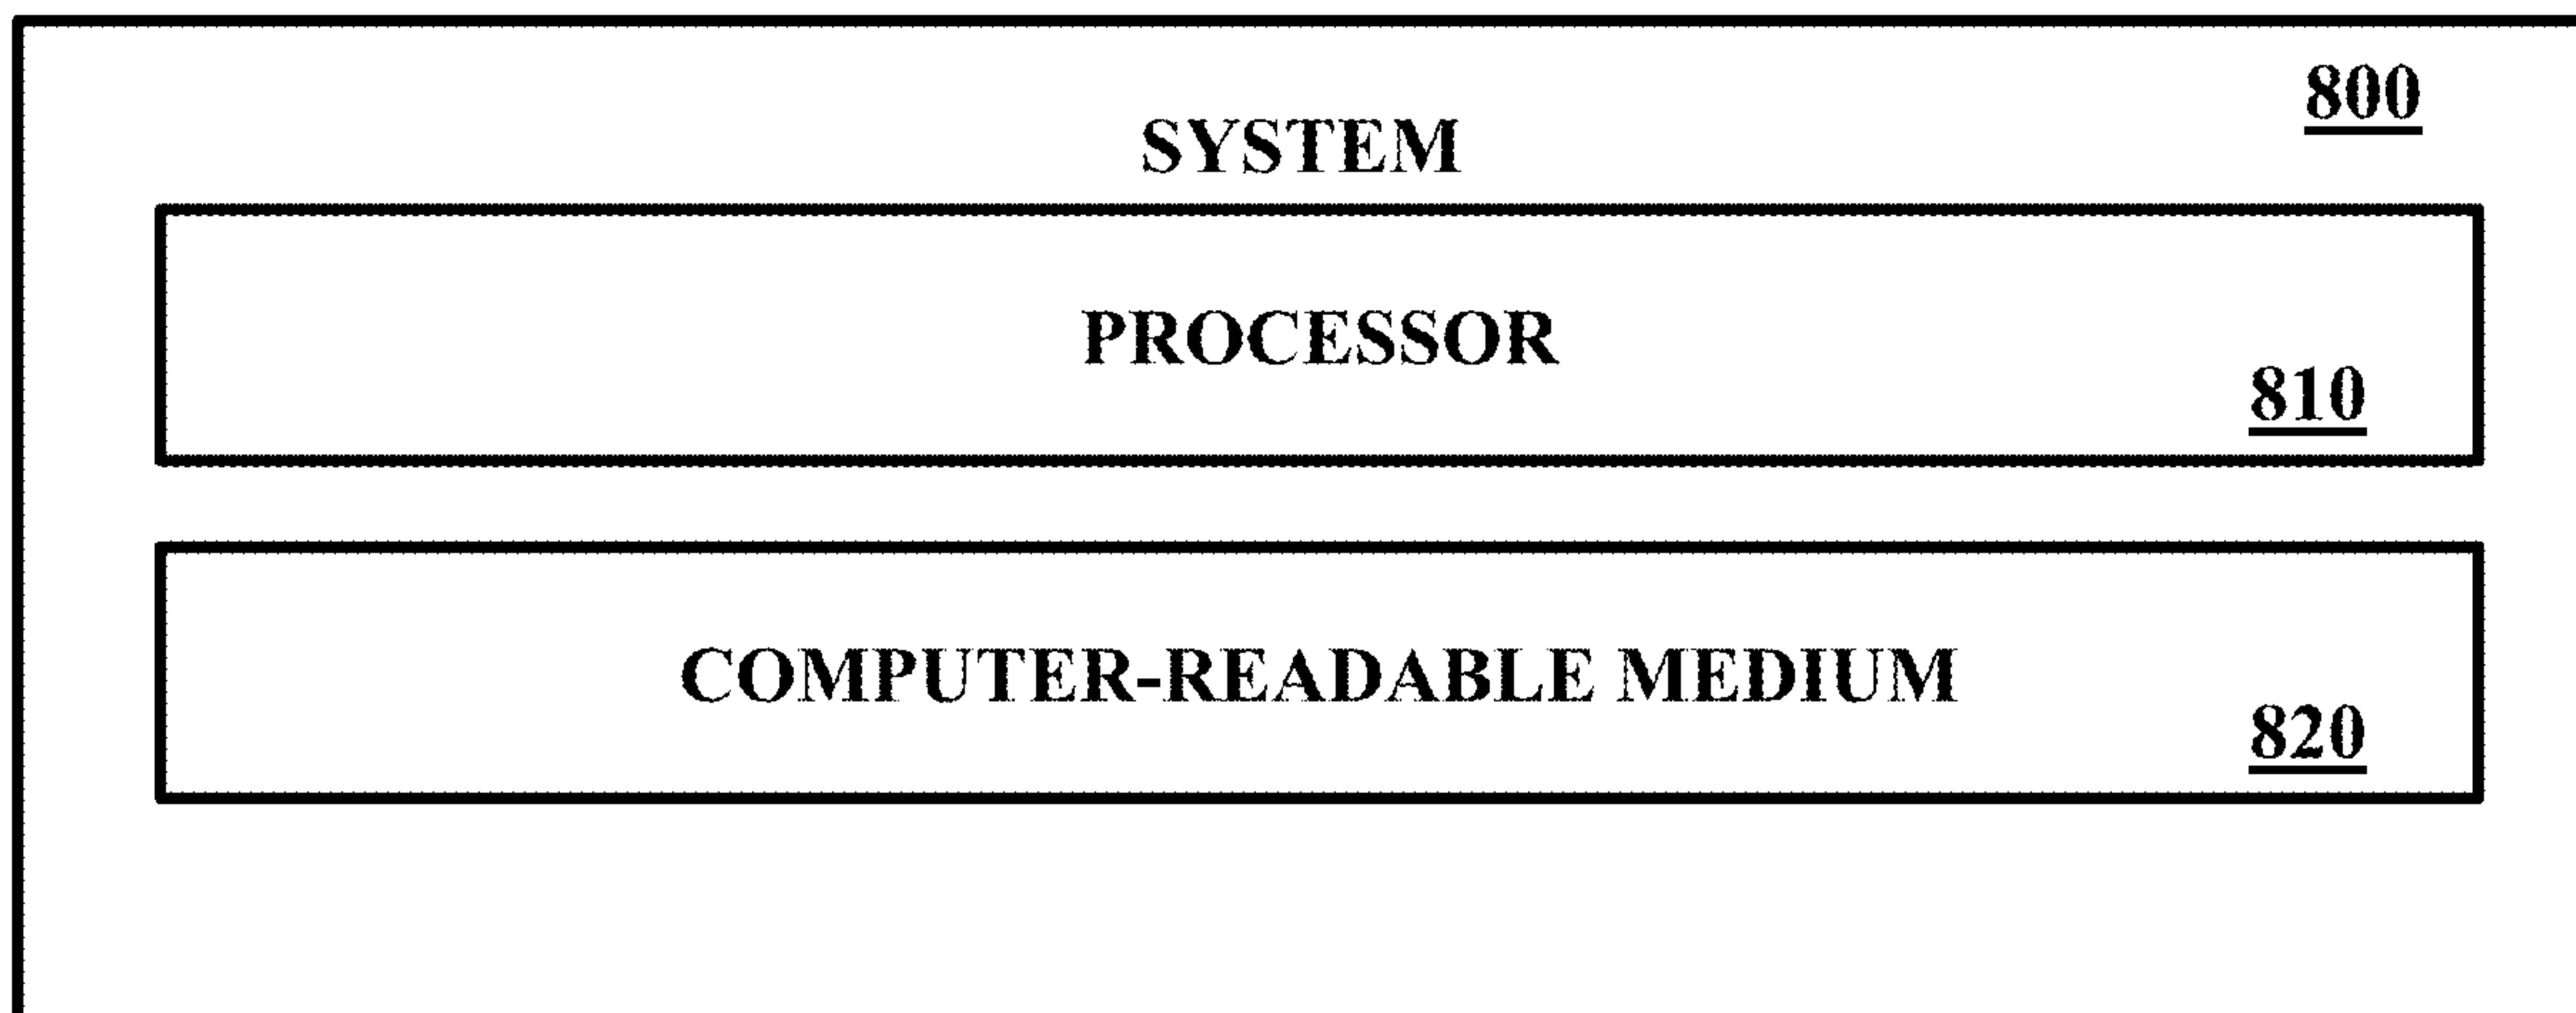 800
SYSTEM
PROCESSOR
810
COMPUTER-READABLE MEDIUM
820